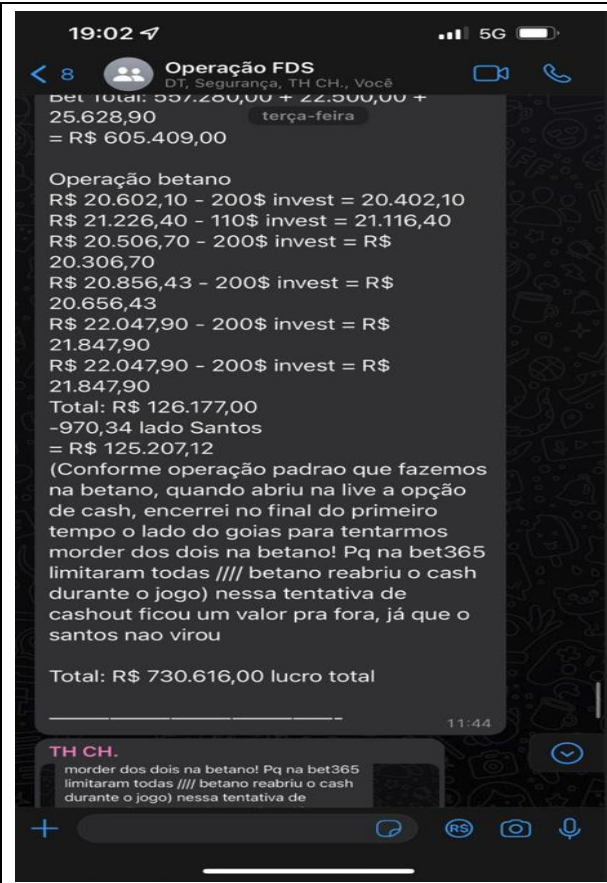 19:02
5G
8
Operação FDS
DT, Segurança, TH CH., Você
Bet Total: 557.280,00 + 22.500,00 +
25.628,90
terça-feira
= R$ 605.409,00
Operação betano
R$ 20.602,10 - 200$ invest = 20.402,10
R$ 21.226,40 - 110$ invest = 21.116,40
R$ 20.506,70 - 200$ invest = R$
20.306,70
R$ 20.856,43 - 200$ invest = R$
20.656,43
R$ 22.047,90 - 200$ invest = R$
21.847,90
R$ 22.047,90 - 200$ invest = R$
21.847,90
Total: R$ 126.177,00
-970,34 lado Santos
= R$ 125.207,12
(Conforme operação padrao que fazemos
na betano, quando abriu na live a opção
de cash, encerrei no final do primeiro
tempo o lado do goias para tentarmos
morder dos dois na betano! Pq na bet365
limitaram todas //// betano reabriu o cash
durante o jogo) nessa tentativa de
cashout ficou um valor pra fora, já que o
santos nao virou
Total: R$ 730.616,00 lucro total
11:44
TH CH.
morder dos dois na betano! Pq na bet365
limitaram todas //// betano reabriu o cash
durante o jogo) nessa tentativa de
R$